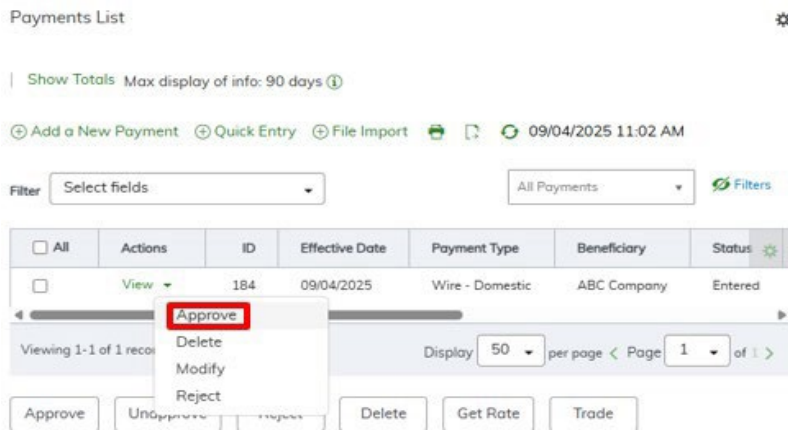 Payments List
Show Totals Max display of info: 90 days
Add a New Payment Quick Entry File Import 09/04/2025 11:02 AM
Filter Select fields All Payments Filters
All Actions ID Effective Date Payment Type Beneficiary Status
View 184 09/04/2025 Wire - Domestic ABC Company Entered
Approve
Viewing 1-1 of 1 Delete Display 50 per page Page 1 of 1
Modify
Reject
Approve Delete Get Rate Trade